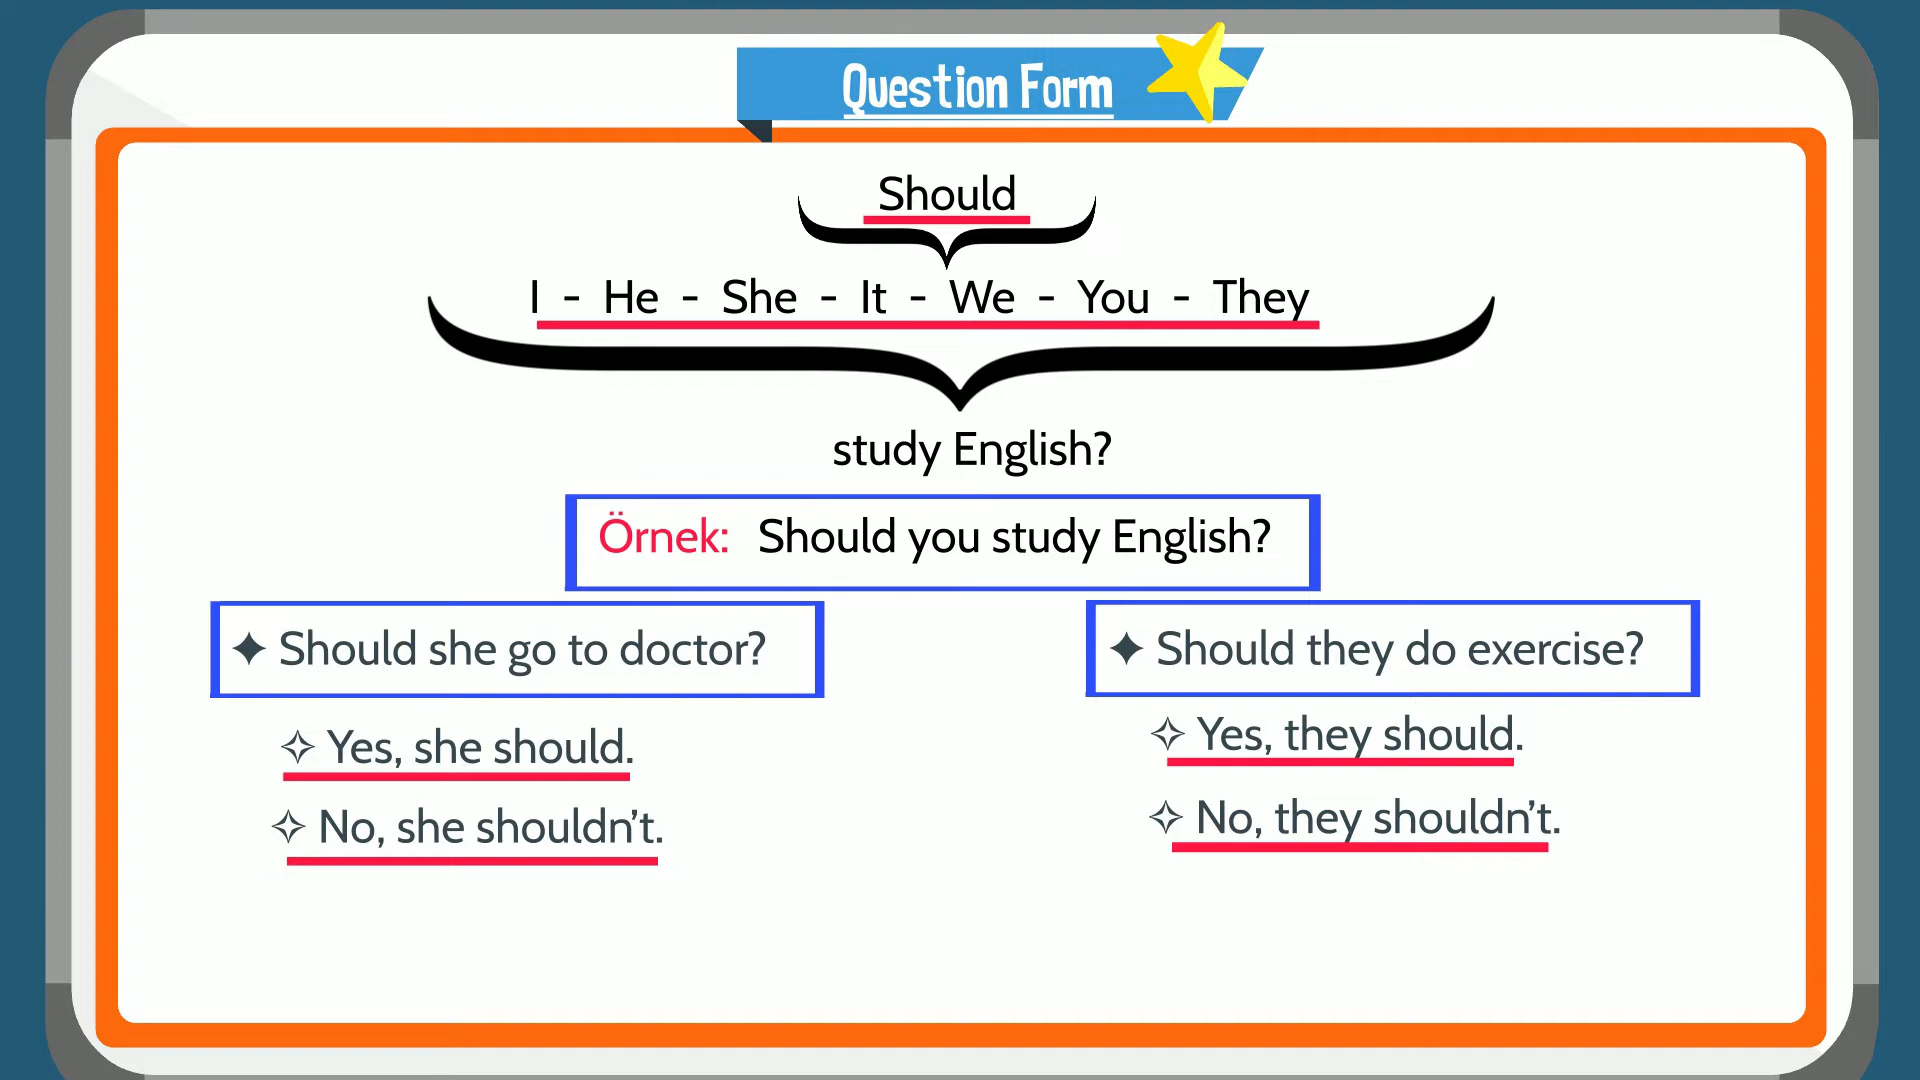 Question Form
Should
I - He - She - It - We - You - They
study English?
Örnek: Should you study English?
✦ Should she go to doctor?
✧ Yes, she should.
✧ No, she shouldn't.
✦ Should they do exercise?
✧ Yes, they should.
✧ No, they shouldn't.